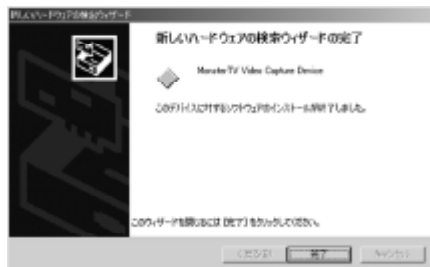 新しいハードウェアの検索ウィザード
新しいハードウェアの検索ウィザードの完了
MonsterTV Video Capture Device
このデバイスに対するソフトウェアのインストールが終了しました。
このウィザードを閉じるには [完了] をクリックしてください。
< 戻る(B)
完了
キャンセル